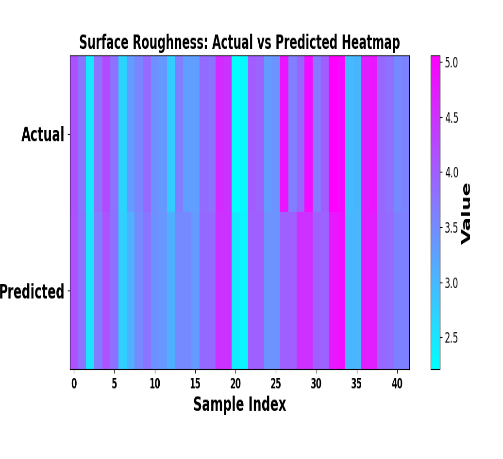 Surface Roughness: Actual vs Predicted Heatmap
Actual
Predicted
0 5 10 15 20 25 30 35 40
Sample Index
5.0
4.5
4.0
3.5
3.0
2.5
Value